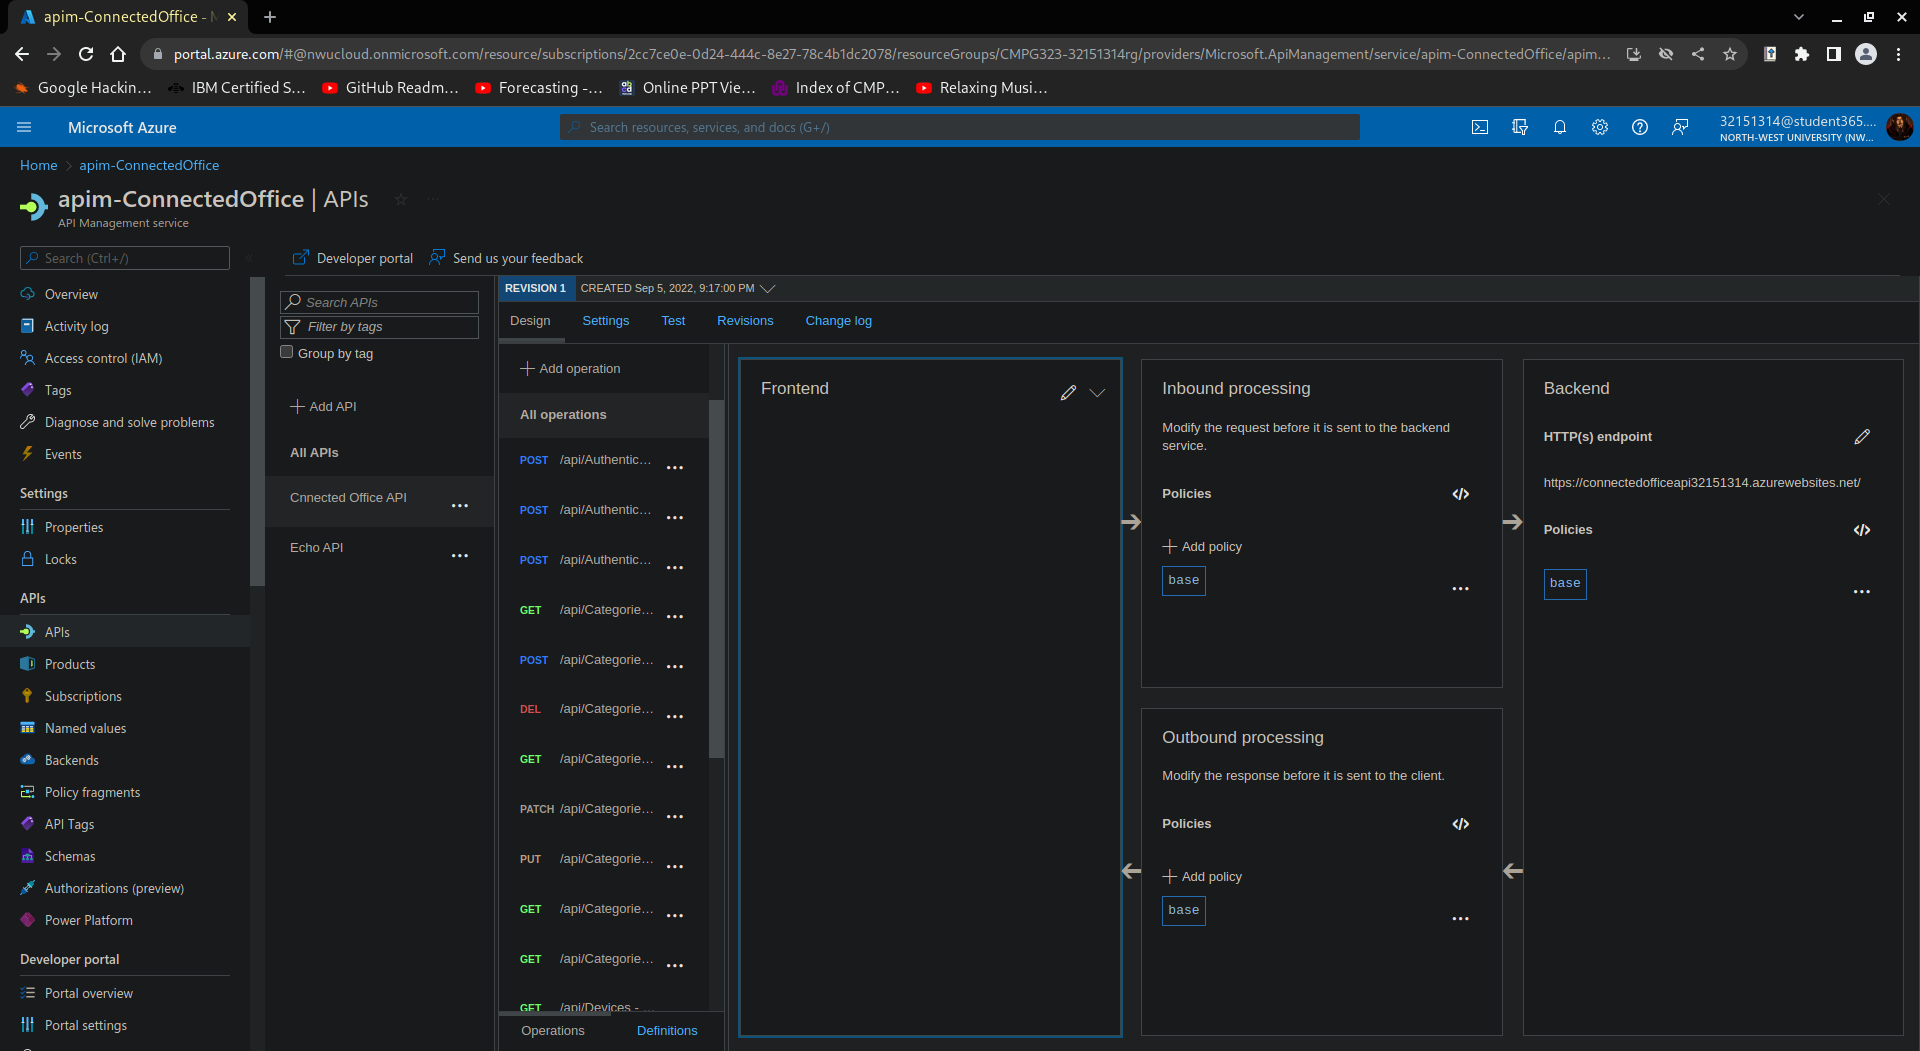 apim-ConnectedOffice - M
portal.azure.com/#@nwucloud.onmicrosoft.com/resource/subscriptions/2cc7ce0e-0d24-444c-8e27-78c4b1dc2078/resourceGroups/CMPG323-32151314rg/providers/Microsoft.ApiManagement/service/apim-ConnectedOffice/apim...
Google Hackin... IBM Certified S... GitHub Readm... Forecasting -... Online PPT Vie... Index of CMP... Relaxing Musi...
Microsoft Azure
Search resources, services, and docs (G+/)
32151314@student365....
NORTH-WEST UNIVERSITY (NW...
Home > apim-ConnectedOffice
apim-ConnectedOffice | APIs
API Management service
Search (Ctrl+/)
Overview
Activity log
Access control (IAM)
Tags
Diagnose and solve problems
Events
Settings
Properties
Locks
APIs
APIs
Products
Subscriptions
Named values
Backends
Policy fragments
API Tags
Schemas
Authorizations (preview)
Power Platform
Developer portal
Portal overview
Portal settings
Developer portal
Send us your feedback
Search APIs
Filter by tags
Group by tag
Add API
All APIs
Cnnected Office API
Echo API
REVISION 1 CREATED Sep 5, 2022, 9:17:00 PM
Design Settings Test Revisions Change log
Add operation
All operations
POST /api/Authentic...
POST /api/Authentic...
POST /api/Authentic...
GET /api/Categorie...
POST /api/Categorie...
DEL /api/Categorie...
GET /api/Categorie...
PATCH /api/Categorie...
PUT /api/Categorie...
GET /api/Categorie...
GET /api/Categorie...
GET /api/Devices - ...
Operations Definitions
Frontend
Inbound processing
Modify the request before it is sent to the backend
service.
Policies </>
Add policy
base
Outbound processing
Modify the response before it is sent to the client.
Policies </>
Add policy
base
Backend
HTTP(s) endpoint
https://connectedofficeapi32151314.azurewebsites.net/
Policies </>
base